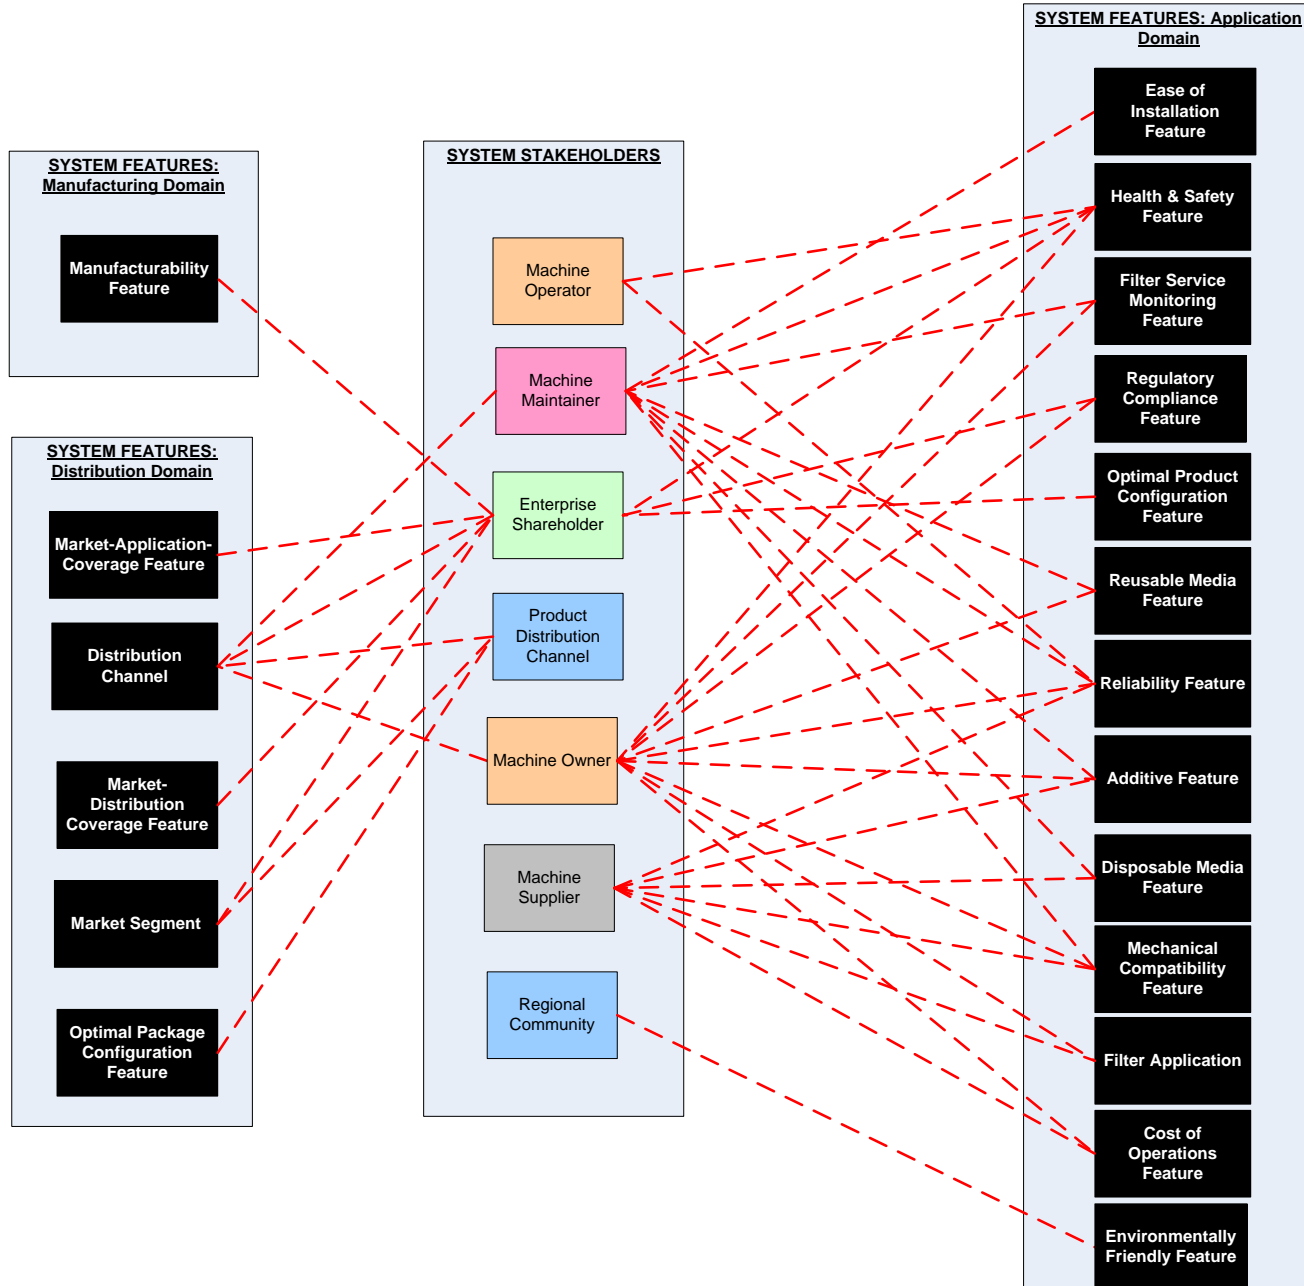 SYSTEM FEATURES:
Manufacturing Domain
Manufacturability
Feature
SYSTEM FEATURES:
Distribution Domain
Market-Application-
Coverage Feature
Distribution
Channel
Market-
Distribution
Coverage Feature
Market Segment
Optimal Package
Configuration
Feature
SYSTEM STAKEHOLDERS
Machine
Operator
Machine
Maintainer
Enterprise
Shareholder
Product
Distribution
Channel
Machine Owner
Machine
Supplier
Regional
Community
SYSTEM FEATURES: Application
Domain
Ease of
Installation
Feature
Health & Safety
Feature
Filter Service
Monitoring
Feature
Regulatory
Compliance
Feature
Optimal Product
Configuration
Feature
Reusable Media
Feature
Reliability Feature
Additive Feature
Disposable Media
Feature
Mechanical
Compatibility
Feature
Filter Application
Cost of
Operations
Feature
Environmentally
Friendly Feature